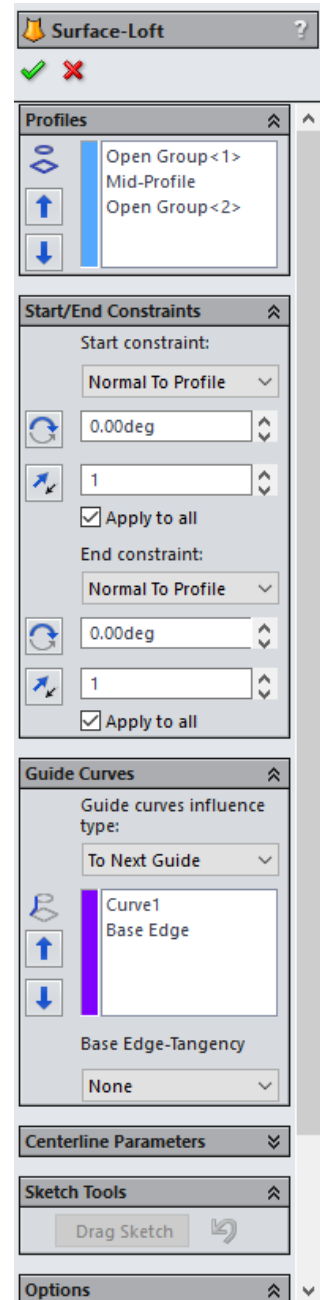 Surface-Loft
?
Profiles
Open Group<1>
Mid-Profile
Open Group<2>
Start/End Constraints
Start constraint:
Normal To Profile
0.00deg
1
Apply to all
End constraint:
Normal To Profile
0.00deg
1
Apply to all
Guide Curves
Guide curves influence
type:
To Next Guide
Curve1
Base Edge
Base Edge-Tangency
None
Centerline Parameters
Sketch Tools
Drag Sketch
Options